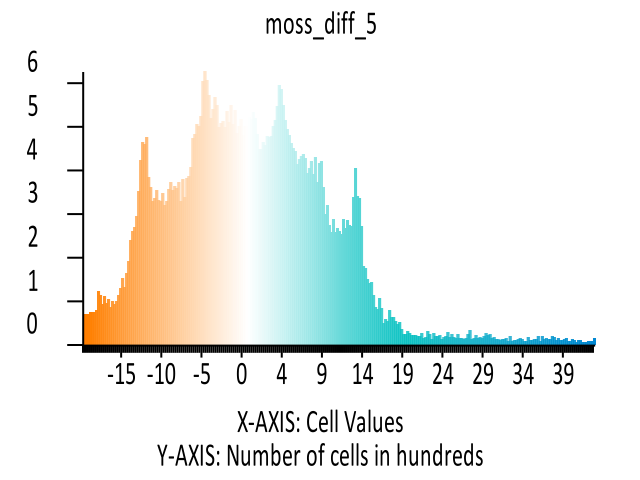 moss_diff_5
6
5
4
3
2
1
0
-15 -10 -5 0 4 9 14 19 24 29 34 39
X-AXIS: Cell Values
Y-AXIS: Number of cells in hundreds